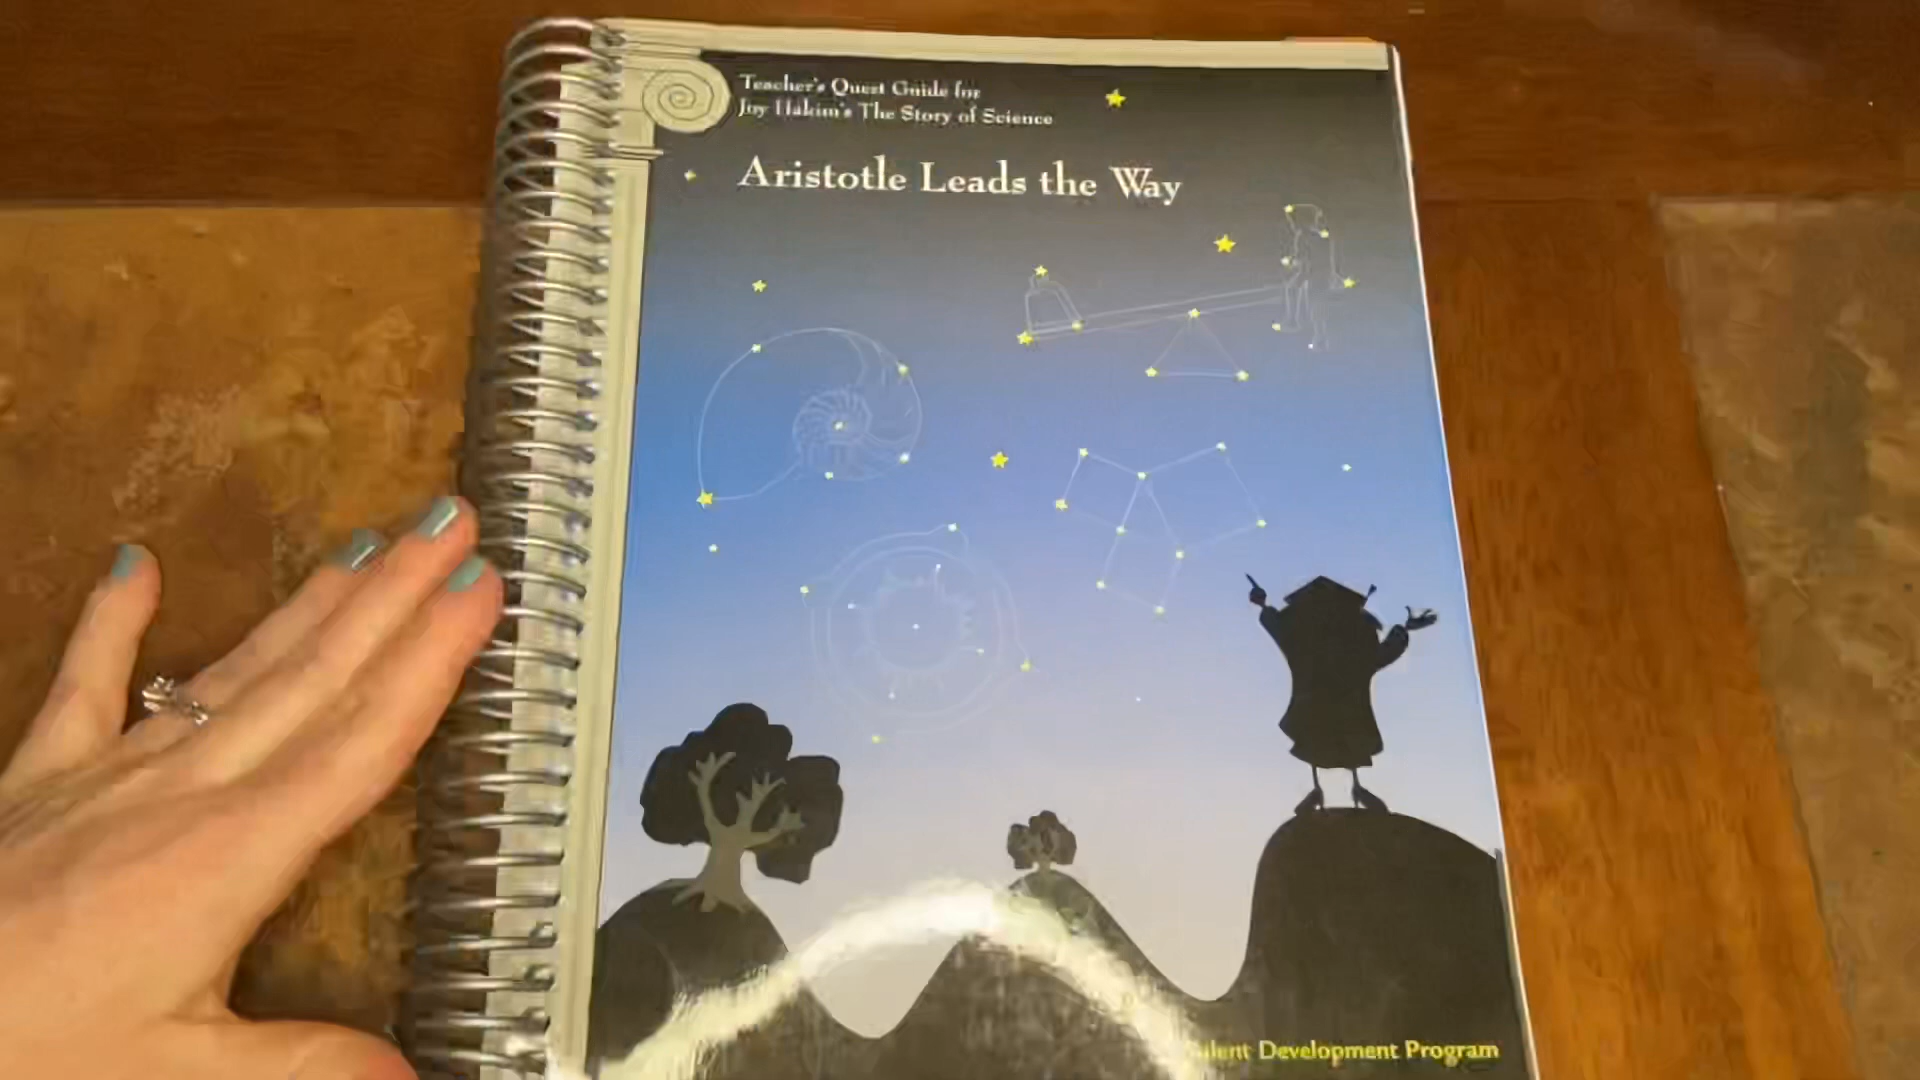 Teacher's Quest Guide for
Joy Hakim's The Story of Science
Aristotle Leads the Way
Development Program